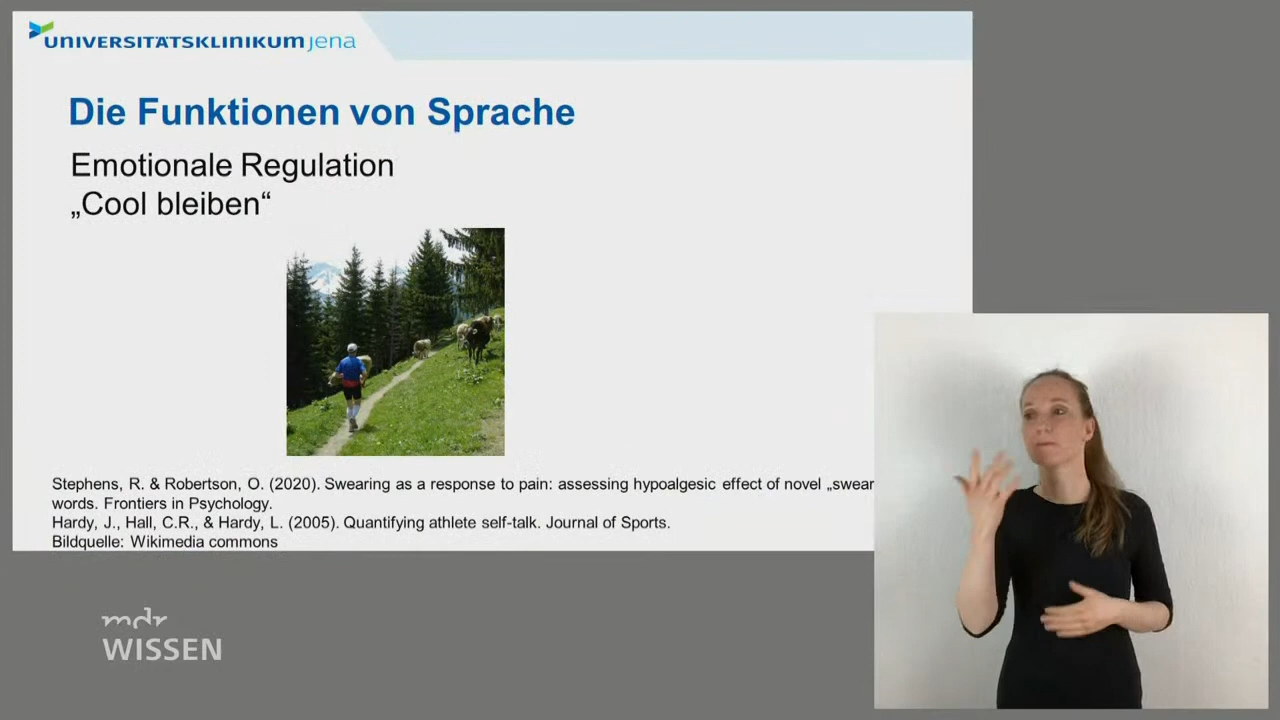 UNIVERSITÄTSKLINIKUM jena
Die Funktionen von Sprache
Emotionale Regulation
„Cool bleiben“
Stephens, R. & Robertson, O. (2020). Swearing as a response to pain: assessing hypoalgesic effect of novel „swear
words. Frontiers in Psychology.
Hardy, J., Hall, C.R., & Hardy, L. (2005). Quantifying athlete self-talk. Journal of Sports.
Bildquelle: Wikimedia commons
mdr
WISSEN